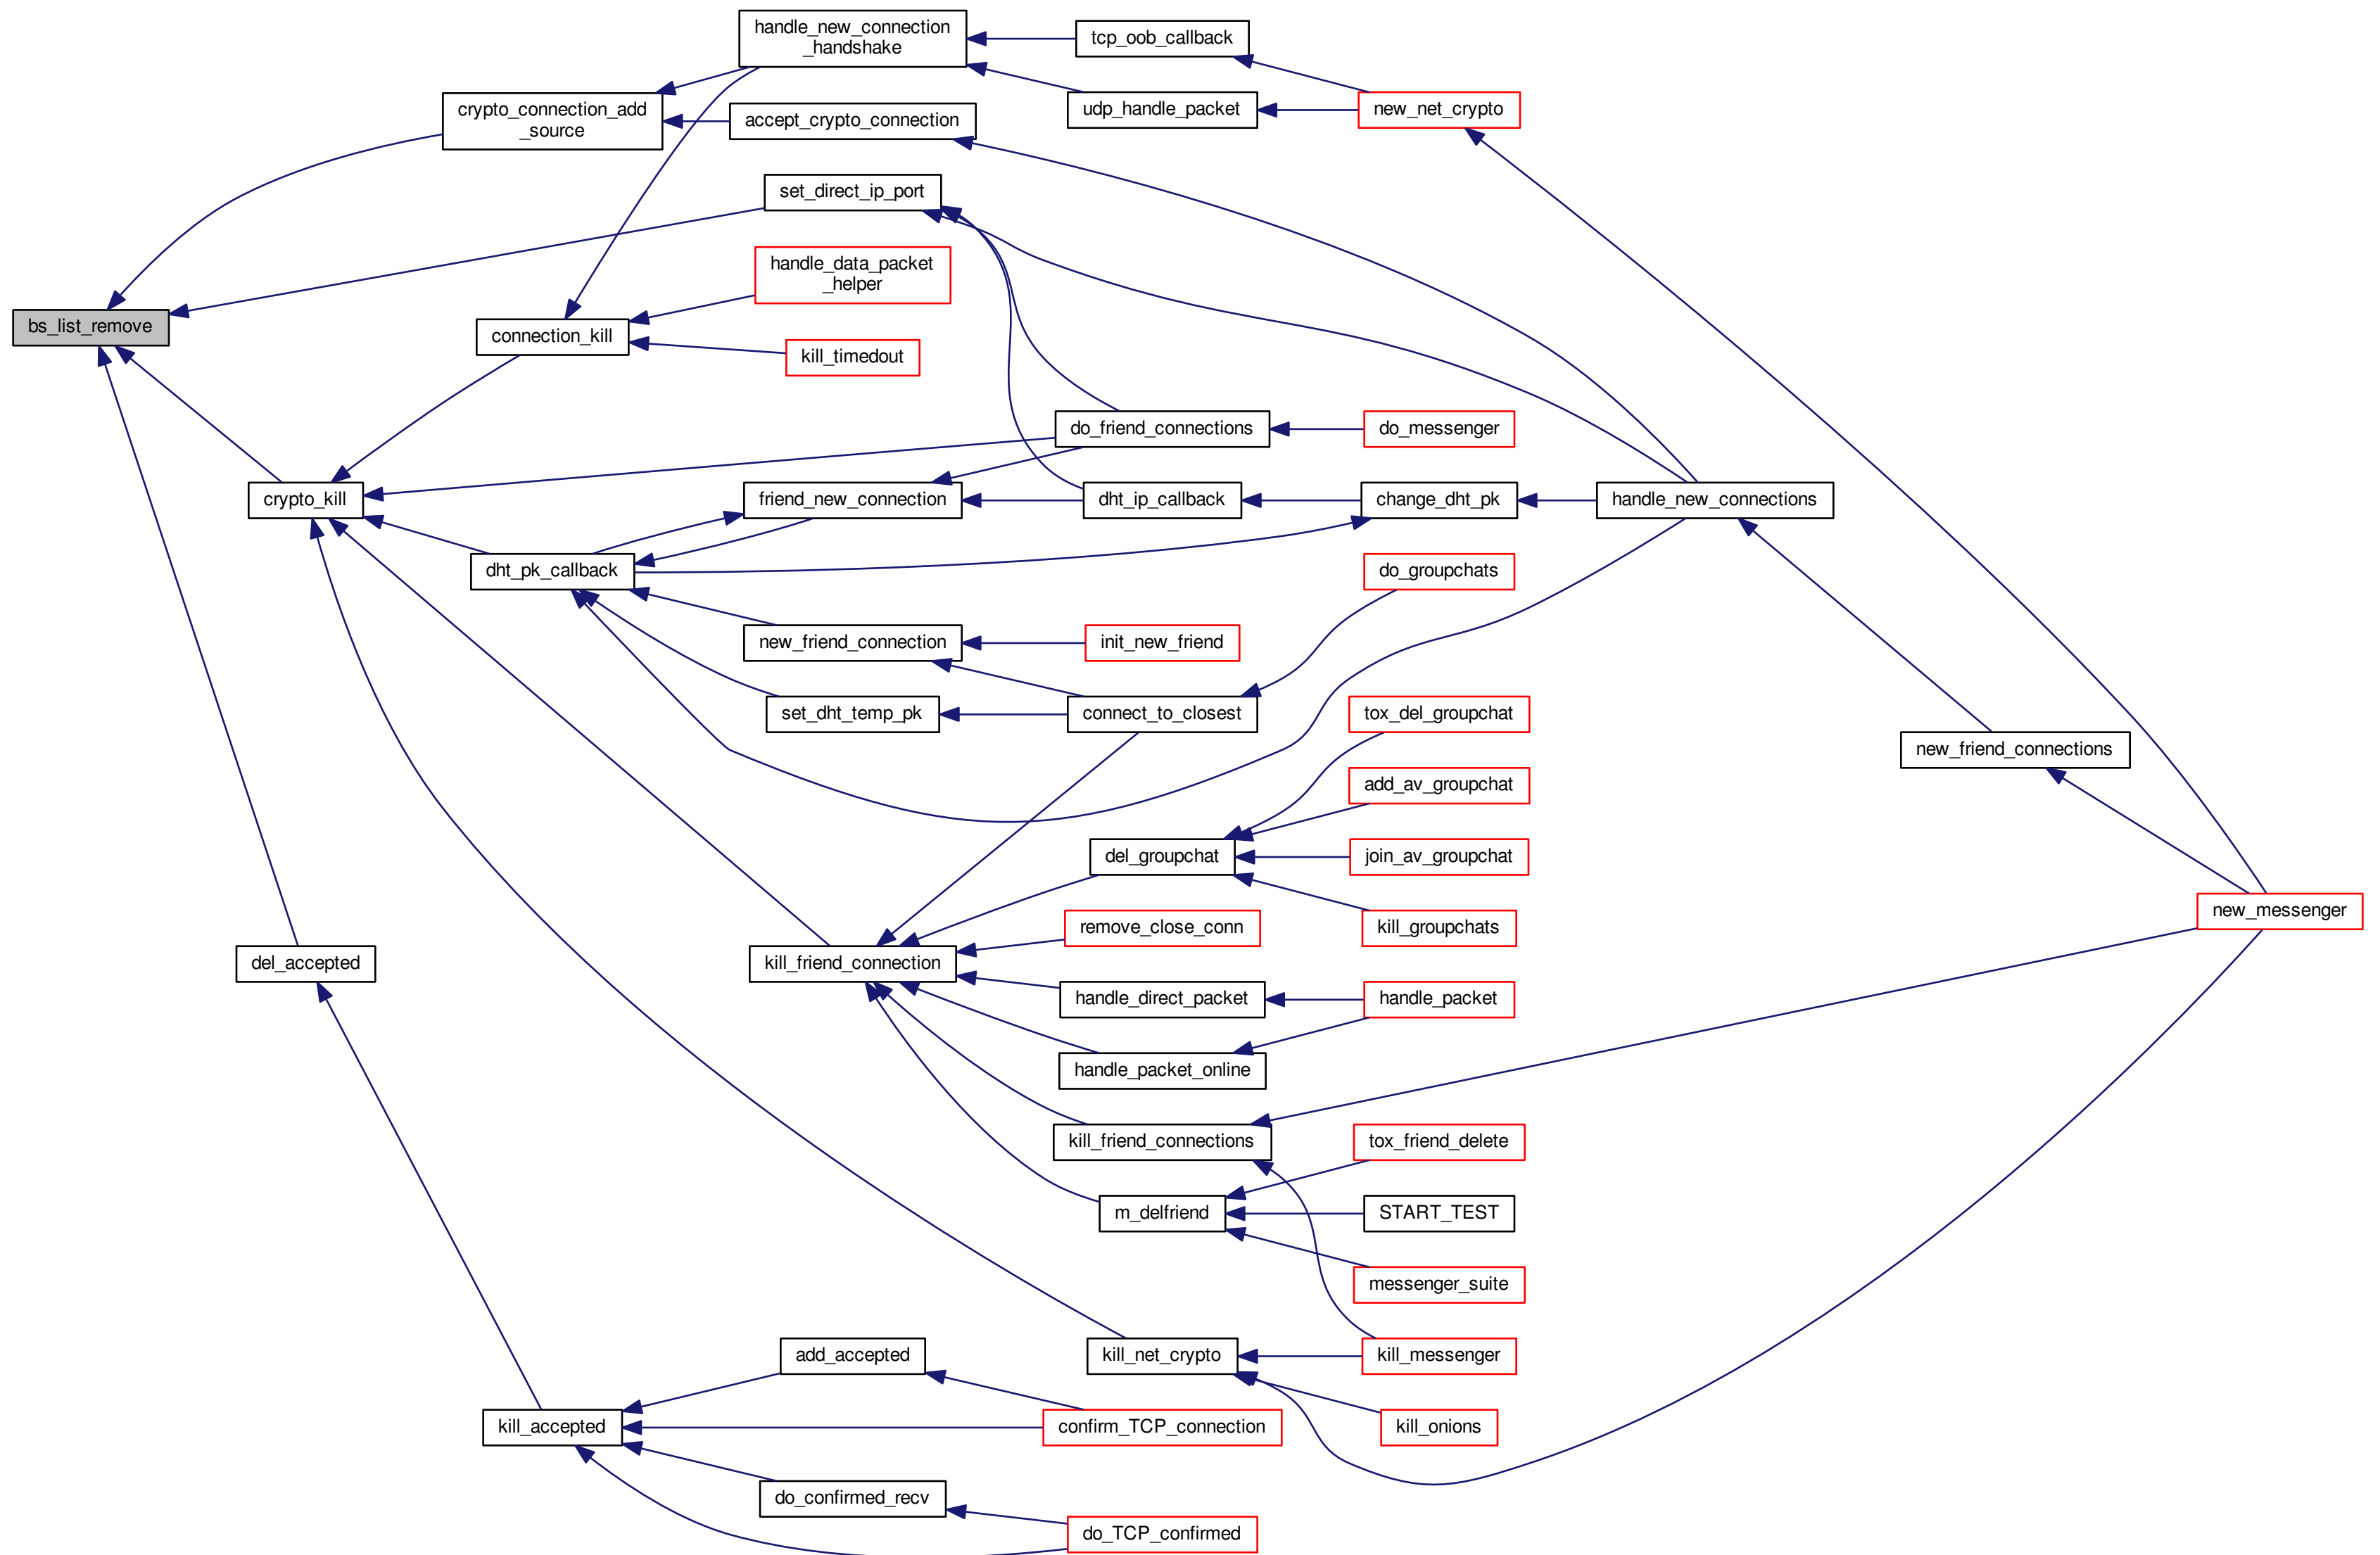 handle_new_connection
_handshake
tcp_oob_callback
crypto_connection_add
_source
udp_handle_packet
new_net_crypto
accept_crypto_connection
set_direct_ip_port
handle_data_packet
_helper
bs_list_remove
connection_kill
kill_timedout
do_friend_connections
do_messenger
crypto_kill
friend_new_connection
dht_ip_callback
change_dht_pk
handle_new_connections
dht_pk_callback
do_groupchats
new_friend_connection
init_new_friend
set_dht_temp_pk
connect_to_closest
tox_del_groupchat
new_friend_connections
add_av_groupchat
del_groupchat
join_av_groupchat
new_messenger
remove_close_conn
kill_groupchats
del_accepted
kill_friend_connection
handle_direct_packet
handle_packet
handle_packet_online
kill_friend_connections
tox_friend_delete
m_delfriend
START_TEST
messenger_suite
add_accepted
kill_net_crypto
kill_messenger
kill_accepted
confirm_TCP_connection
kill_onions
do_confirmed_recv
do_TCP_confirmed